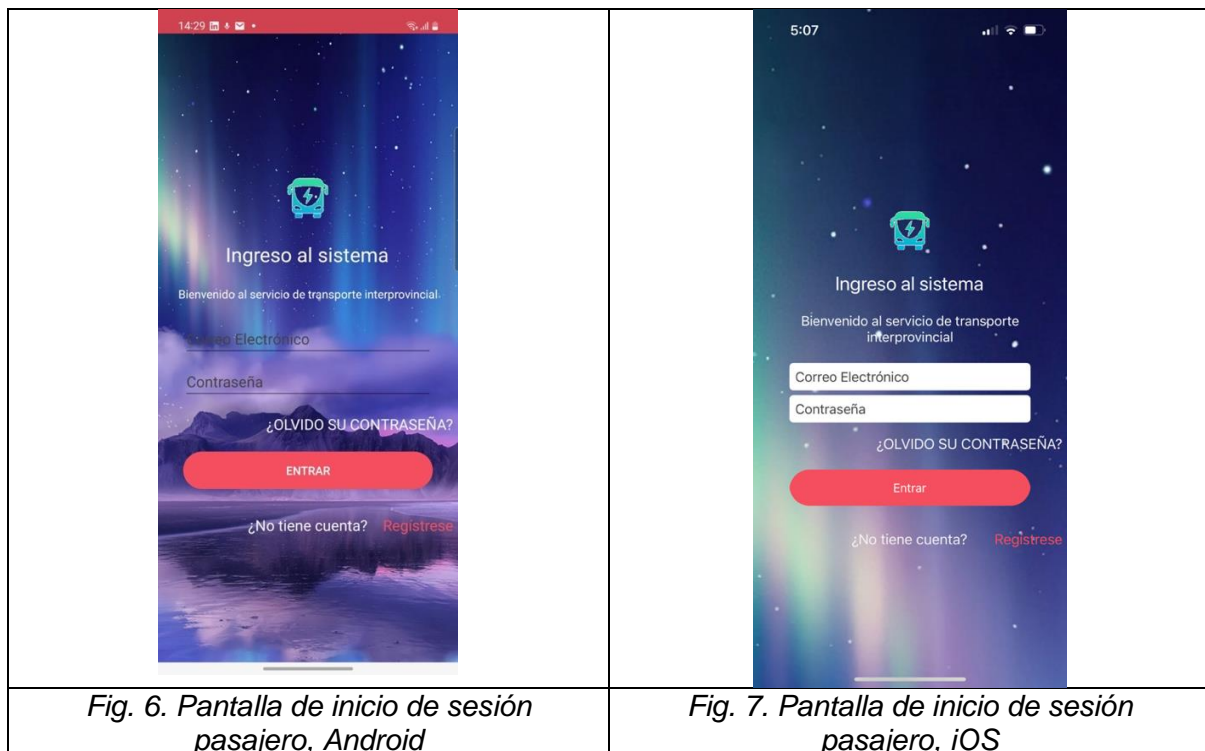 14:29
Ingreso al sistema
Bienvenido al servicio de transporte interprovincial.
Correo Electrónico
Contraseña
¿OLVIDO SU CONTRASEÑA?
ENTRAR
¿No tiene cuenta? Regístrese
Fig. 6. Pantalla de inicio de sesión
pasajero, Android
5:07
Ingreso al sistema
Bienvenido al servicio de transporte
interprovincial
Correo Electrónico
Contraseña
¿OLVIDO SU CONTRASEÑA?
Entrar
¿No tiene cuenta? Regístrese
Fig. 7. Pantalla de inicio de sesión
pasajero, iOS